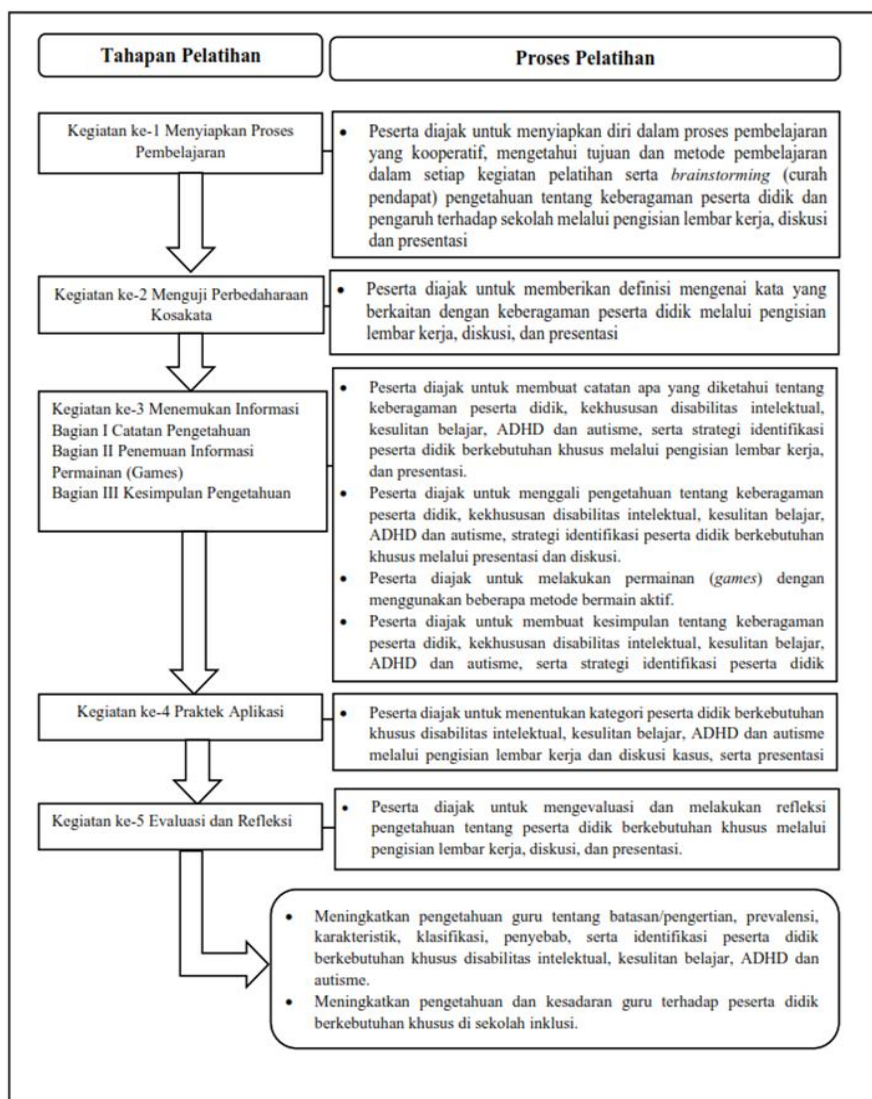 Tahapan Pelatihan
Proses Pelatihan
Kegiatan ke-1 Menyiapkan Proses
Pembelajaran
• Peserta diajak untuk menyiapkan diri dalam proses pembelajaran
yang kooperatif, mengetahui tujuan dan metode pembelajaran
dalam setiap kegiatan pelatihan serta brainstorming (curah
pendapat) pengetahuan tentang keberagaman peserta didik dan
pengaruh terhadap sekolah melalui pengisian lembar kerja, diskusi
dan presentasi
Kegiatan ke-2 Menguji Perbedaharaan
Kosakata
• Peserta diajak untuk memberikan definisi mengenai kata yang
berkaitan dengan keberagaman peserta didik melalui pengisian
lembar kerja, diskusi, dan presentasi
Kegiatan ke-3 Menemukan Informasi
Bagian I Catatan Pengetahuan
Bagian II Penemuan Informasi
Permainan (Games)
Bagian III Kesimpulan Pengetahuan
• Peserta diajak untuk membuat catatan apa yang diketahui tentang
keberagaman peserta didik, kekhususan disabilitas intelektual,
kesulitan belajar, ADHD dan autisme, serta strategi identifikasi
peserta didik berkebutuhan khusus melalui pengisian lembar kerja,
dan presentasi.
• Peserta diajak untuk menggali pengetahuan tentang keberagaman
peserta didik, kekhususan disabilitas intelektual, kesulitan belajar,
ADHD dan autisme, strategi identifikasi peserta didik berkebutuhan
khusus melalui presentasi dan diskusi.
• Peserta diajak untuk melakukan permainan (games) dengan
menggunakan beberapa metode bermain aktif.
• Peserta diajak untuk membuat kesimpulan tentang keberagaman
peserta didik, kekhususan disabilitas intelektual, kesulitan belajar,
ADHD dan autisme, serta strategi identifikasi peserta didik
Kegiatan ke-4 Praktek Aplikasi
• Peserta diajak untuk menentukan kategori peserta didik berkebutuhan
khusus disabilitas intelektual, kesulitan belajar, ADHD dan autisme
melalui pengisian lembar kerja dan diskusi kasus, serta presentasi
Kegiatan ke-5 Evaluasi dan Refleksi
• Peserta diajak untuk mengevaluasi dan melakukan refleksi
pengetahuan tentang peserta didik berkebutuhan khusus melalui
pengisian lembar kerja, diskusi, dan presentasi.
• Meningkatkan pengetahuan guru tentang batasan/pengertian, prevalensi,
karakteristik, klasifikasi, penyebab, serta identifikasi peserta didik
berkebutuhan khusus disabilitas intelektual, kesulitan belajar, ADHD dan
autisme.
• Meningkatkan pengetahuan dan kesadaran guru terhadap peserta didik
berkebutuhan khusus di sekolah inklusi.